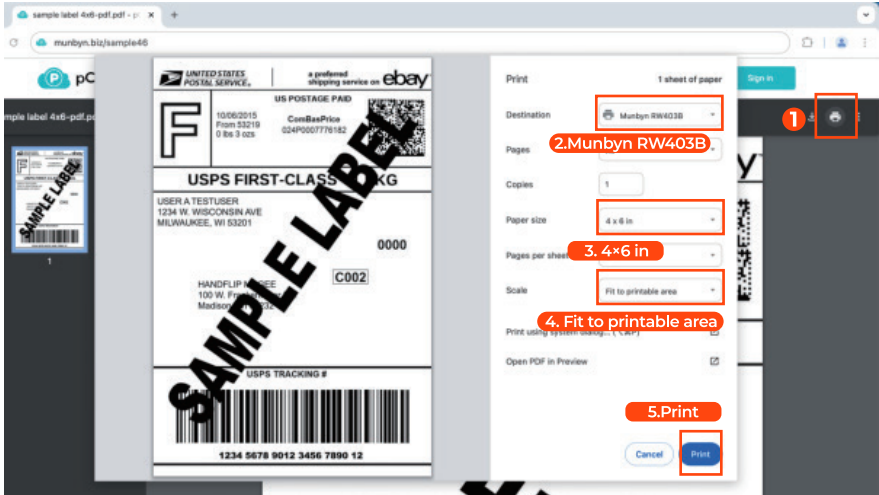 sample label 4x6-pdf.pdf - p
munbyn.biz/sample46
pC
Sign in
mple label 4x6-pdf.pd
1
SAMPLE LABEL
1
UNITED STATES
POSTAL SERVICE.
a preferred
shipping service on ebay
F
US POSTAGE PAID
10/06/2015
From 53219
0 lbs 3 ozs
ComBasPrice
024P0007776182
USPS FIRST-CLASS KG
USER A TESTUSER
1234 W. WISCONSIN AVE
MILWAUKEE, WI 53201
0000
C002
HANDFLIP
100 W.
Madison
SAMPLE LABEL
USPS TRACKING #
1234 5678 9012 3456 7890 12
Print
1 sheet of paper
Destination
Munbyn RW403B
2.Munbyn RW403B
Pages
Copies
1
Paper size
4 x 6 in
3. 4×6 in
Pages per sheet
Scale
Fit to printable area
4. Fit to printable area
Print using system dialog...
Open PDF in Preview
5.Print
Cancel
Print